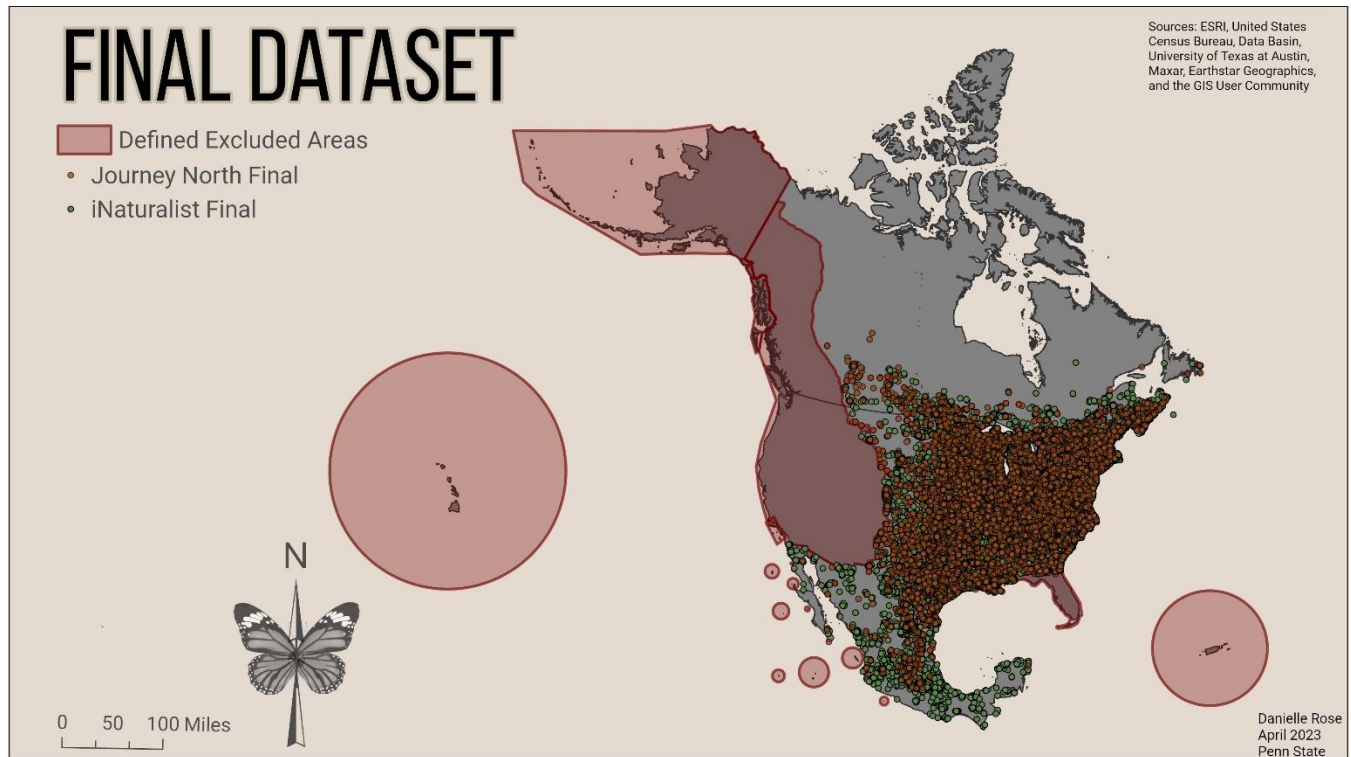 FINAL DATASET
Defined Excluded Areas
Journey North Final
iNaturalist Final
Sources: ESRI, United States
Census Bureau, Data Basin,
University of Texas at Austin,
Maxar, Earthstar Geographics,
and the GIS User Community
N
0 50 100 Miles
Danielle Rose
April 2023
Penn State